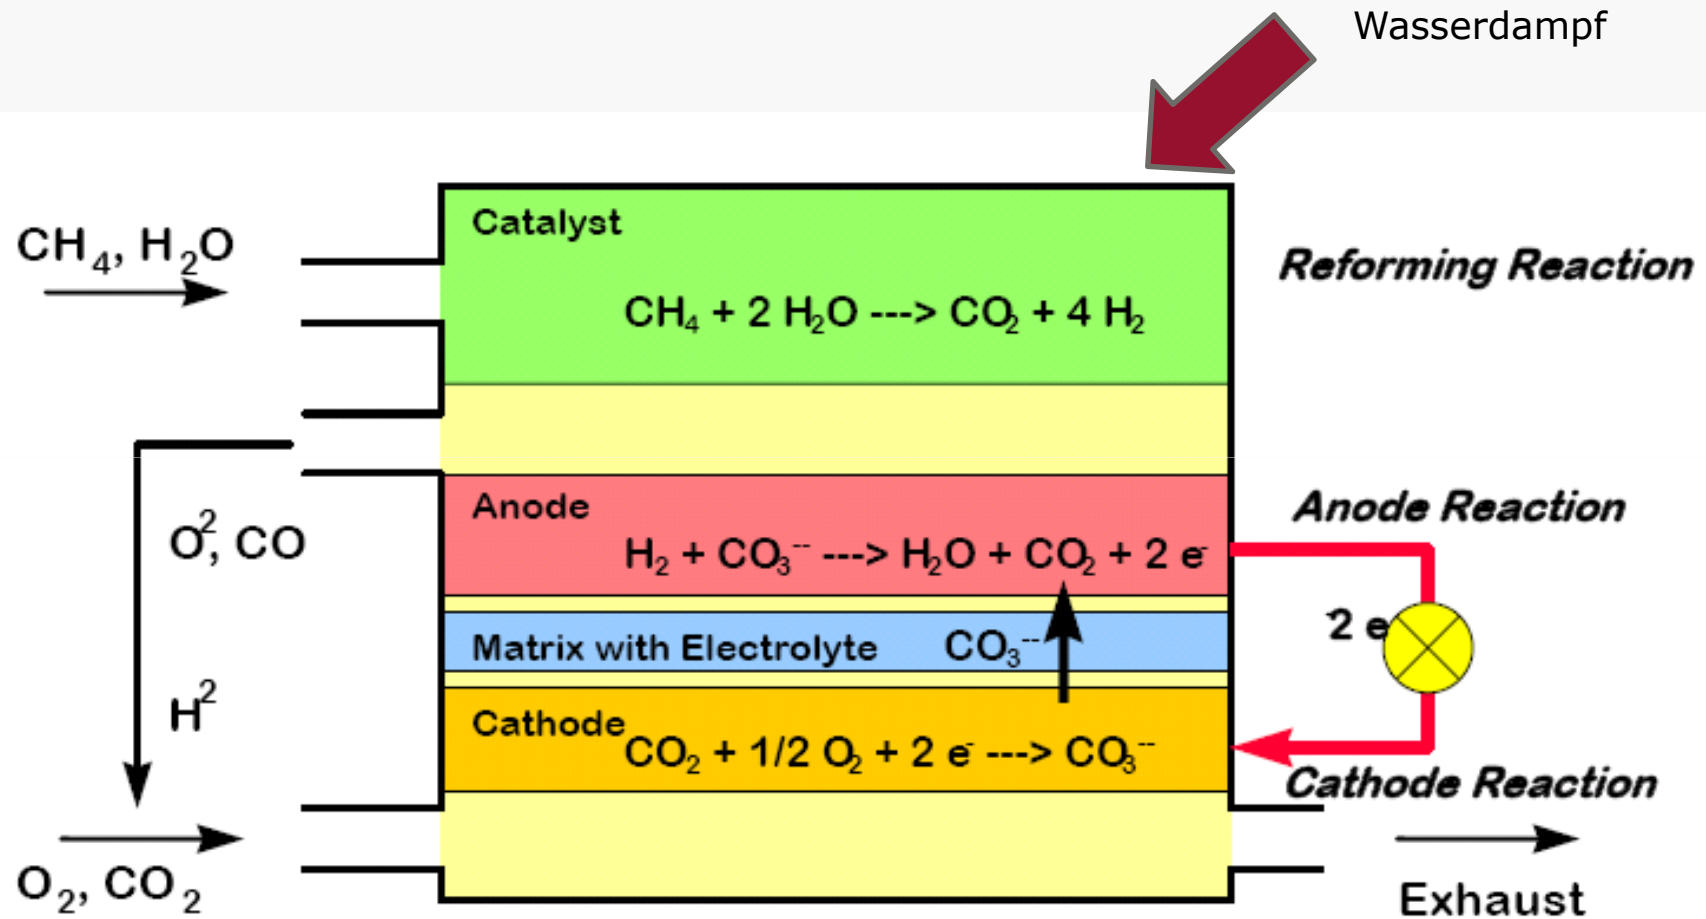 Wasserdampf
Catalyst
CH₄, H₂O
Reforming Reaction
CH₄ + 2 H₂O ---> CO₂ + 4 H₂
Anode
Anode Reaction
O², CO
H₂ + CO₃⁻⁻ ---> H₂O + CO₂ + 2 e⁻
⁻2 e
Matrix with Electrolyte CO₃⁻⁻
H²
Cathode
CO₂ + 1/2 O₂ + 2 e⁻ ---> CO₃⁻⁻
Cathode Reaction
O₂, CO₂
Exhaust